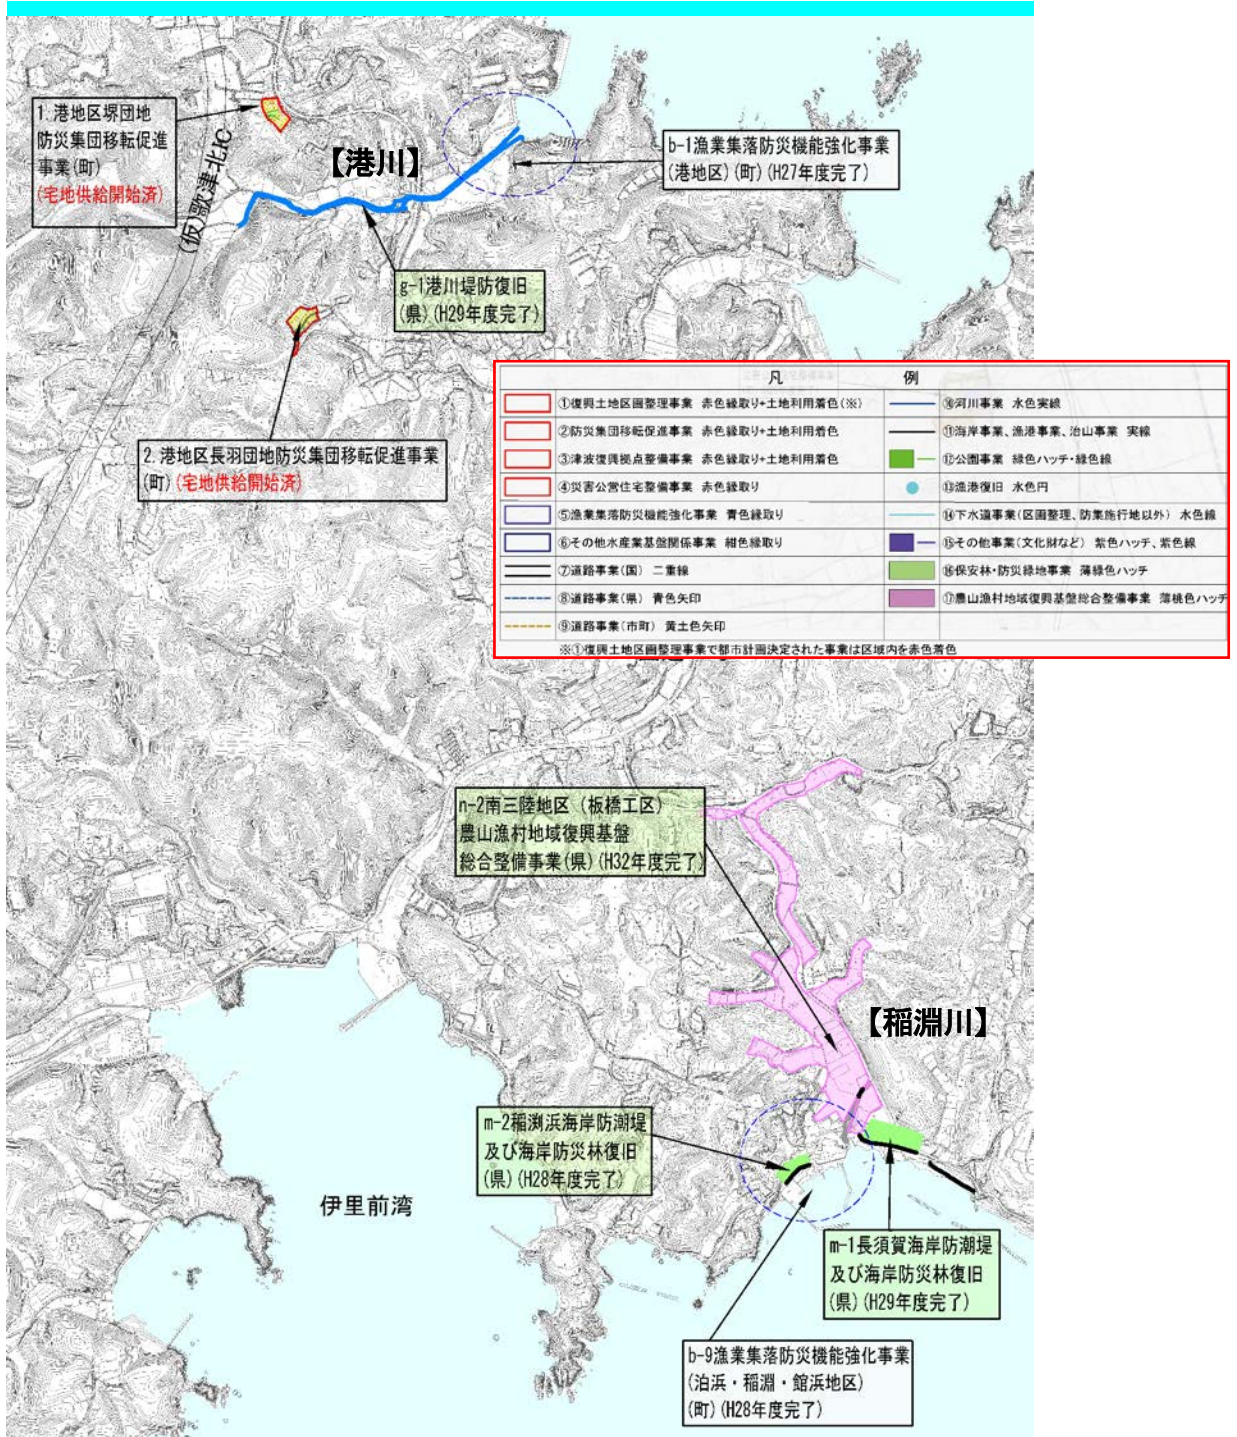 1. 港地区堺団地
防災集団移転促進
事業(町)
(宅地供給開始済)
(仮)歌津北IC
【港川】
b-1漁業集落防災機能強化事業
(港地区)(町)(H27年度完了)
g-1港川堤防復旧
(県)(H29年度完了)
2. 港地区長羽団地防災集団移転促進事業
(町)(宅地供給開始済)
凡 例
①復興土地区画整理事業 赤色縁取り+土地利用着色(※)
②防災集団移転促進事業 赤色縁取り+土地利用着色
③津波復興拠点整備事業 赤色縁取り+土地利用着色
④災害公営住宅整備事業 赤色縁取り
⑤漁業集落防災機能強化事業 青色縁取り
⑥その他水産業基盤関係事業 紺色縁取り
⑦道路事業(国) 二重線
⑧道路事業(県) 青色矢印
⑨道路事業(市町) 黄土色矢印
⑩河川事業 水色実線
⑪海岸事業、漁港事業、治山事業 実線
⑫公園事業 緑色ハッチ・緑色線
⑬漁港復旧 水色円
⑭下水道事業(区画整理、防集施行地以外) 水色線
⑮その他事業(文化財など) 紫色ハッチ、紫色線
⑯保安林・防災緑地事業 薄緑色ハッチ
⑰農山漁村地域復興基盤総合整備事業 薄桃色ハッチ
※①復興土地区画整理事業で都市計画決定された事業は区域内を赤色着色
n-2南三陸地区(板橋工区)
農山漁村地域復興基盤
総合整備事業(県)(H32年度完了)
【稲淵川】
m-2稲渕浜海岸防潮堤
及び海岸防災林復旧
(県)(H28年度完了)
伊里前湾
m-1長須賀海岸防潮堤
及び海岸防災林復旧
(県)(H29年度完了)
b-9漁業集落防災機能強化事業
(泊浜・稲淵・館浜地区)
(町)(H28年度完了)